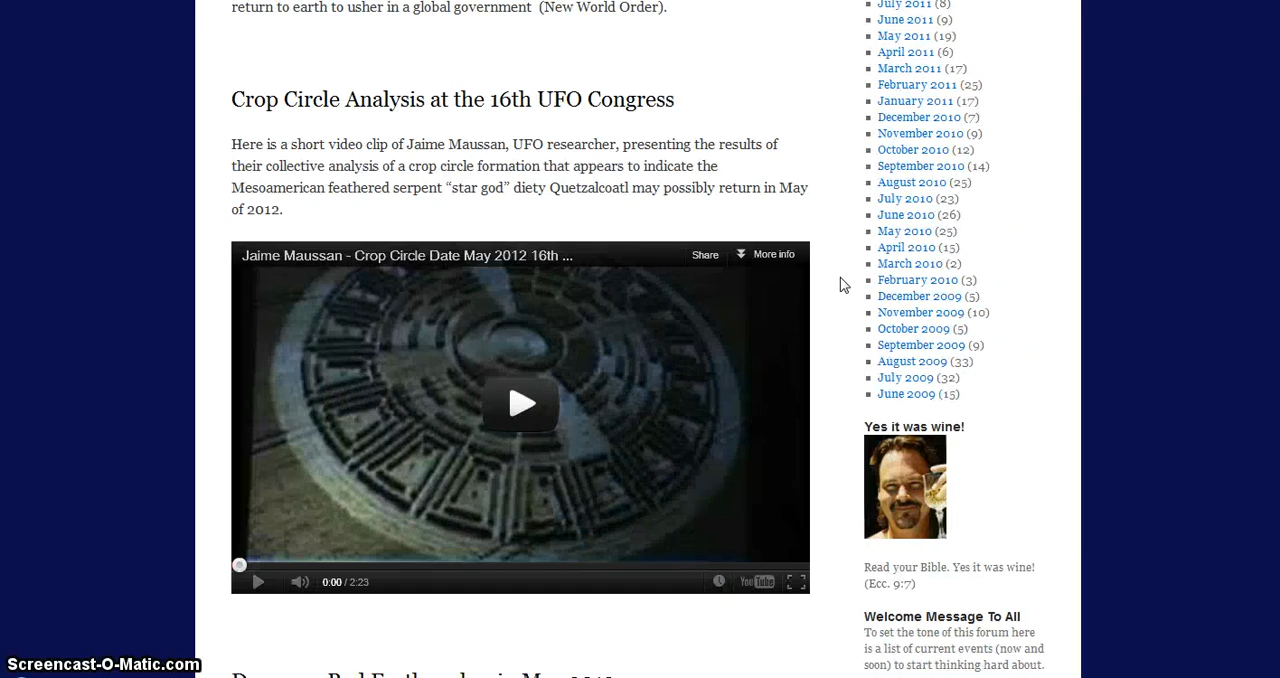 return to earth to usher in a global government (New World Order).
Crop Circle Analysis at the 16th UFO Congress
Here is a short video clip of Jaime Maussan, UFO researcher, presenting the results of
their collective analysis of a crop circle formation that appears to indicate the
Mesoamerican feathered serpent “star god” diety Quetzalcoatl may possibly return in May
of 2012.
Jaime Maussan - Crop Circle Date May 2012 16th ...
Share
More info
0:00 / 2:23
YouTube
July 2011 (8)
June 2011 (9)
May 2011 (19)
April 2011 (6)
March 2011 (17)
February 2011 (25)
January 2011 (17)
December 2010 (7)
November 2010 (9)
October 2010 (12)
September 2010 (14)
August 2010 (25)
July 2010 (23)
June 2010 (26)
May 2010 (25)
April 2010 (15)
March 2010 (2)
February 2010 (3)
December 2009 (5)
November 2009 (10)
October 2009 (5)
September 2009 (9)
August 2009 (33)
July 2009 (32)
June 2009 (15)
Yes it was wine!
Read your Bible. Yes it was wine!
(Ecc. 9:7)
Welcome Message To All
To set the tone of this forum here
is a list of current events (now and
soon) to start thinking hard about.
Screencast-O-Matic.com